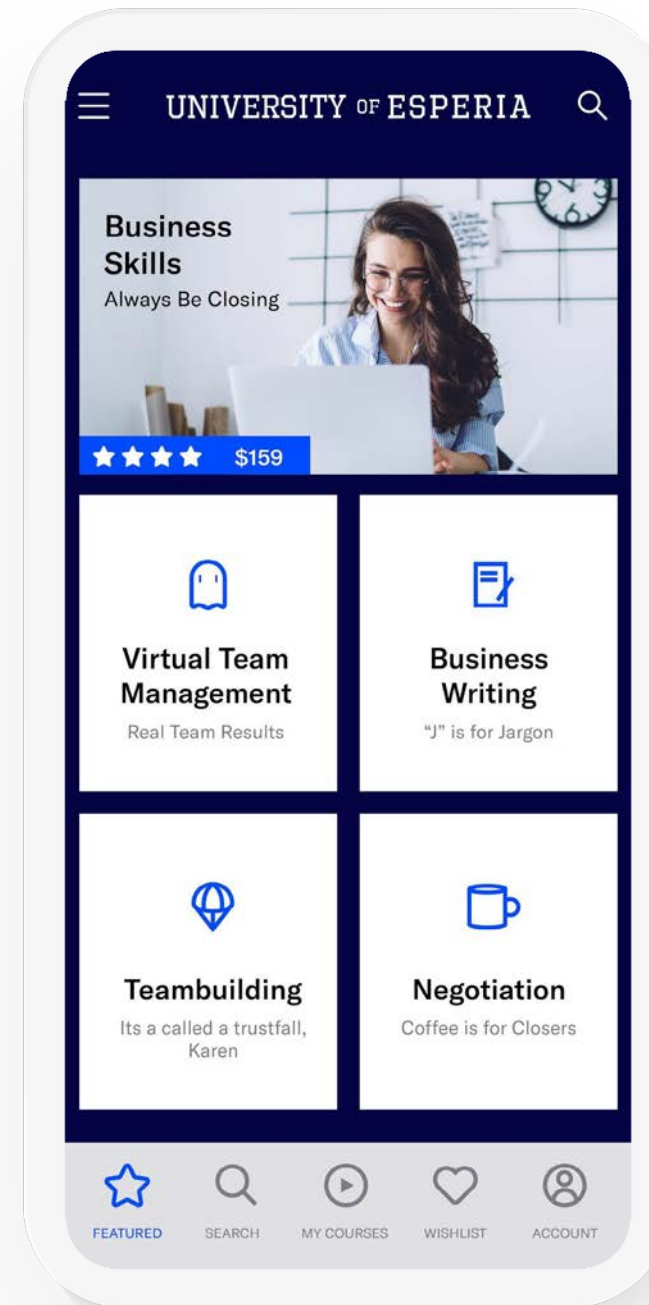 UNIVERSITY OF ESPERIA
Business
Skills
Always Be Closing
$159
Virtual Team
Management
Real Team Results
Business
Writing
“J” is for Jargon
Teambuilding
Its a called a trustfall,
Karen
Negotiation
Coffee is for Closers
FEATURED
SEARCH
MY COURSES
WISHLIST
ACCOUNT